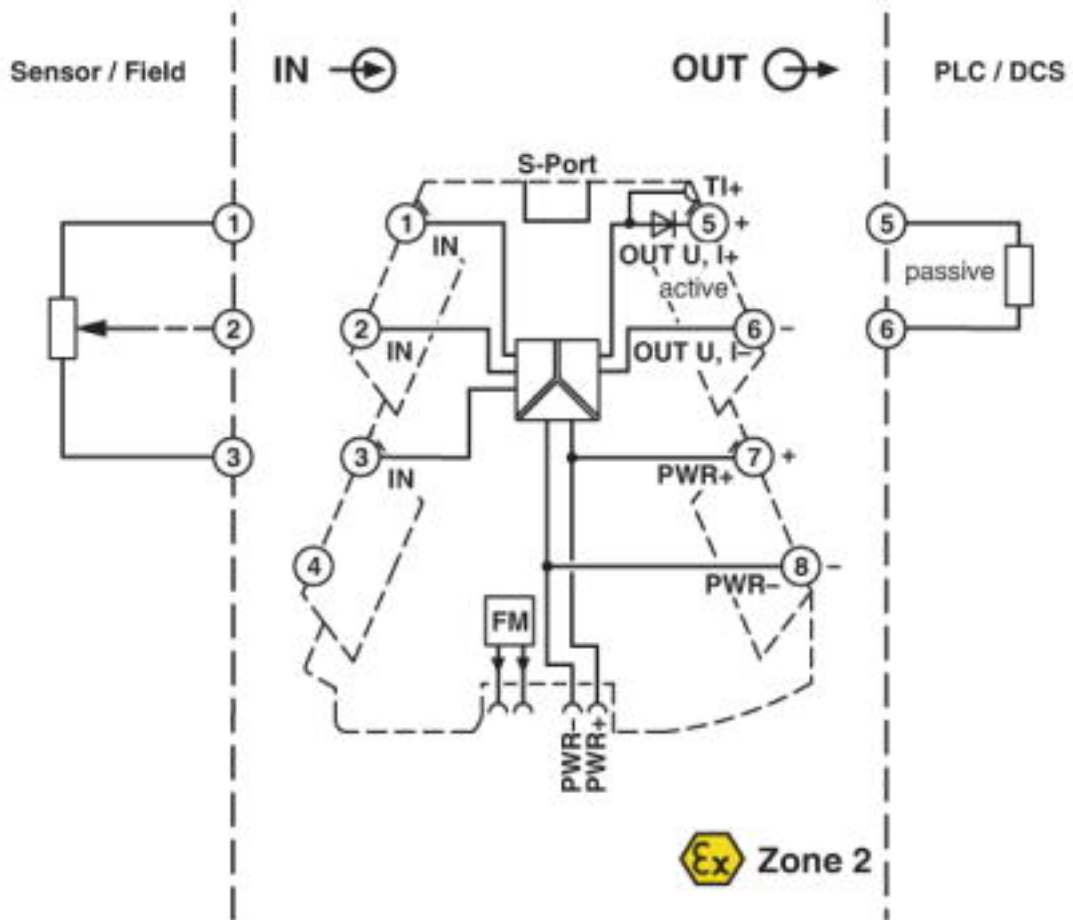 Sensor / Field
IN
OUT
PLC / DCS
S-Port
TI+
1
1
IN
5
+
5
OUT U, I+
active
passive
2
2
IN
6
–
6
OUT U, I–
3
3
IN
7
+
PWR+
4
8
–
PWR–
FM
PWR–
PWR+
Ex
Zone 2